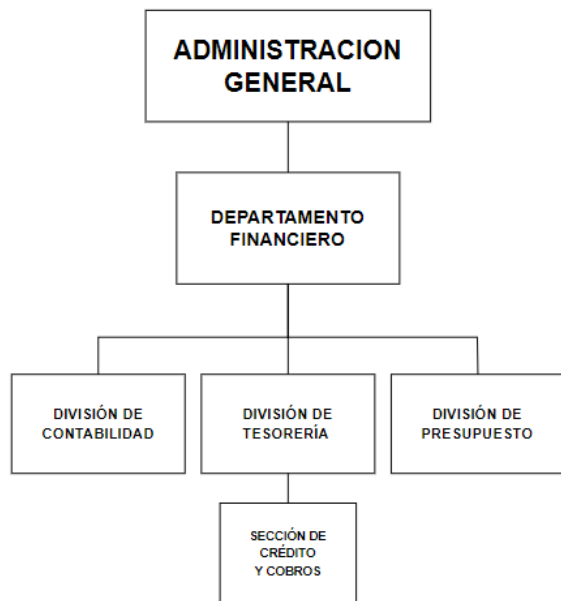 ADMINISTRACION
GENERAL
DEPARTAMENTO
FINANCIERO
DIVISIÓN DE
CONTABILIDAD
DIVISIÓN DE
TESORERÍA
DIVISIÓN DE
PRESUPUESTO
SECCIÓN DE
CRÉDITO
Y COBROS